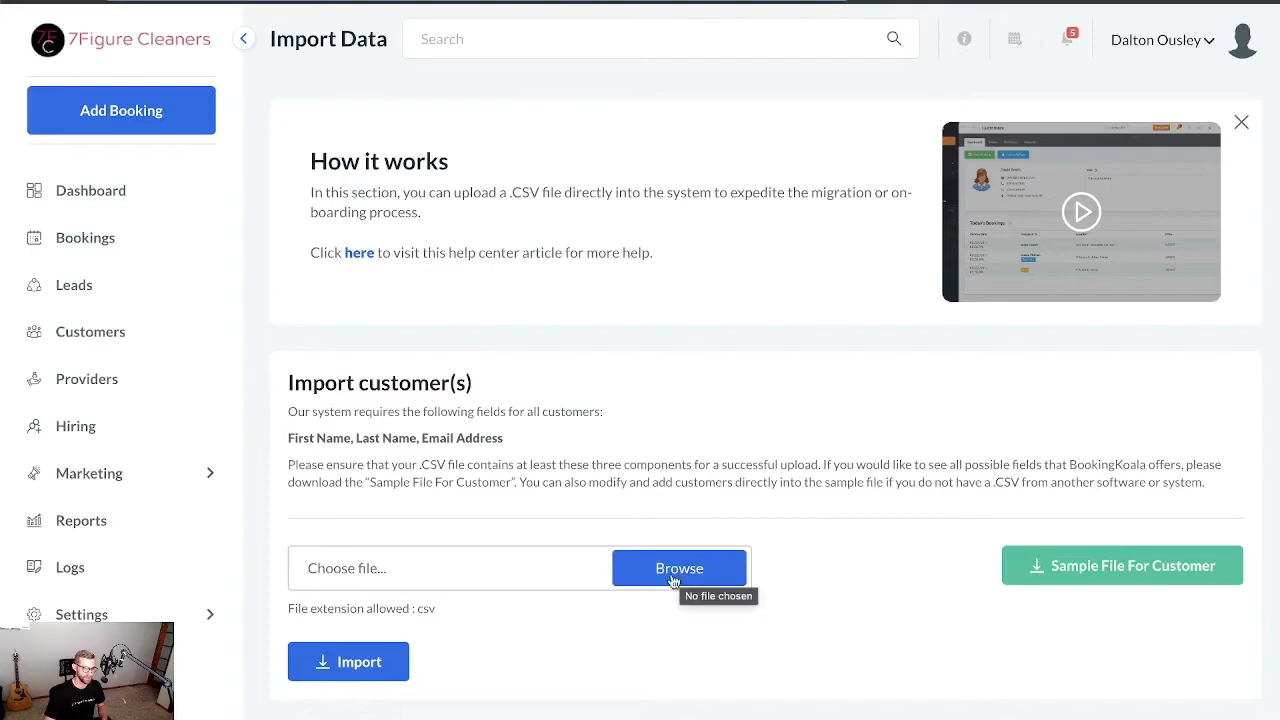 7Figure Cleaners
7F
C
Import Data
Search
5
Dalton Ousley
Add Booking
Dashboard
Bookings
Leads
Customers
Providers
Hiring
Marketing
Reports
Logs
Settings
How it works
In this section, you can upload a .CSV file directly into the system to expedite the migration or on-
boarding process.
Click here to visit this help center article for more help.
Import customer(s)
Our system requires the following fields for all customers:
First Name, Last Name, Email Address
Please ensure that your .CSV file contains at least these three components for a successful upload. If you would like to see all possible fields that BookingKoala offers, please
download the “Sample File For Customer”. You can also modify and add customers directly into the sample file if you do not have a .CSV from another software or system.
Choose file...
Browse
Sample File For Customer
No file chosen
File extension allowed : csv
Import